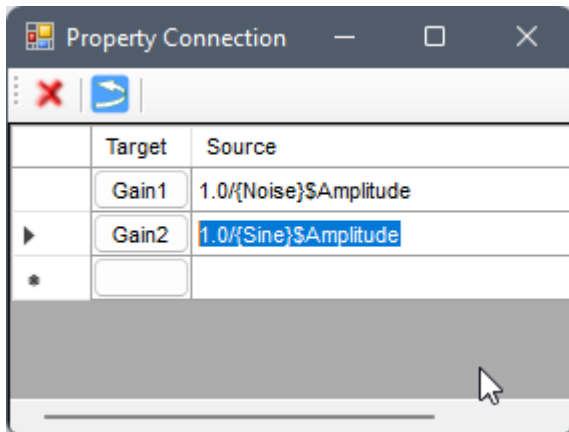 Property Connection
Target Source
Gain1 1.0/{Noise}$Amplitude
Gain2 1.0/{Sine}$Amplitude